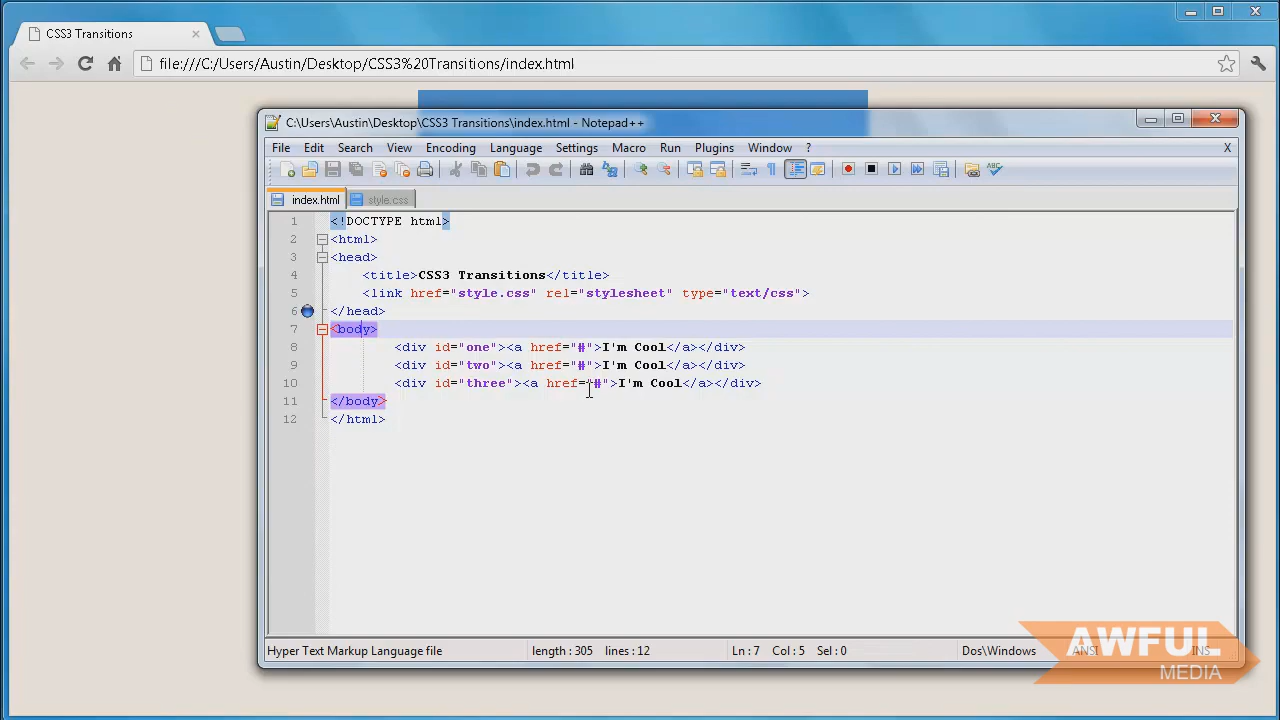 CSS3 Transitions
file:///C:/Users/Austin/Desktop/CSS3%20Transitions/index.html
C:\Users\Austin\Desktop\CSS3 Transitions\index.html - Notepad++
File Edit Search View Encoding Language Settings Macro Run Plugins Window ? X
index.html style.css
1 <!DOCTYPE html>
2 <html>
3 <head>
4 <title>CSS3 Transitions</title>
5 <link href="style.css" rel="stylesheet" type="text/css">
6 </head>
7 <body>
8 <div id="one"><a href="#">I'm Cool</a></div>
9 <div id="two"><a href="#">I'm Cool</a></div>
10 <div id="three"><a href="#">I'm Cool</a></div>
11 </body>
12 </html>
Hyper Text Markup Language file length : 305 lines : 12 Ln : 7 Col : 5 Sel : 0 Dos\Windows ANSI INS
AWFUL
MEDIA